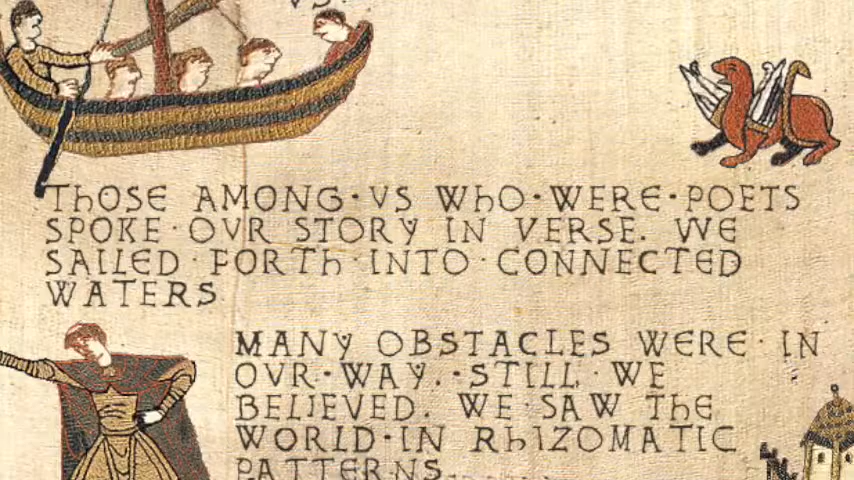 VS.
THOSE AMONG·VS WHO·WERE·POETS
SPOKE·OVR STORY IN VERSE. WE
SAILED·FORTH·INTO·CONNECTED
WATERS
MANY OBSTACLES WERE·IN
OVR·WAY.·STILL WE
BELIEVED. WE·SAW THE
WORLD·IN RHIZOMATIC
PATTERNS.